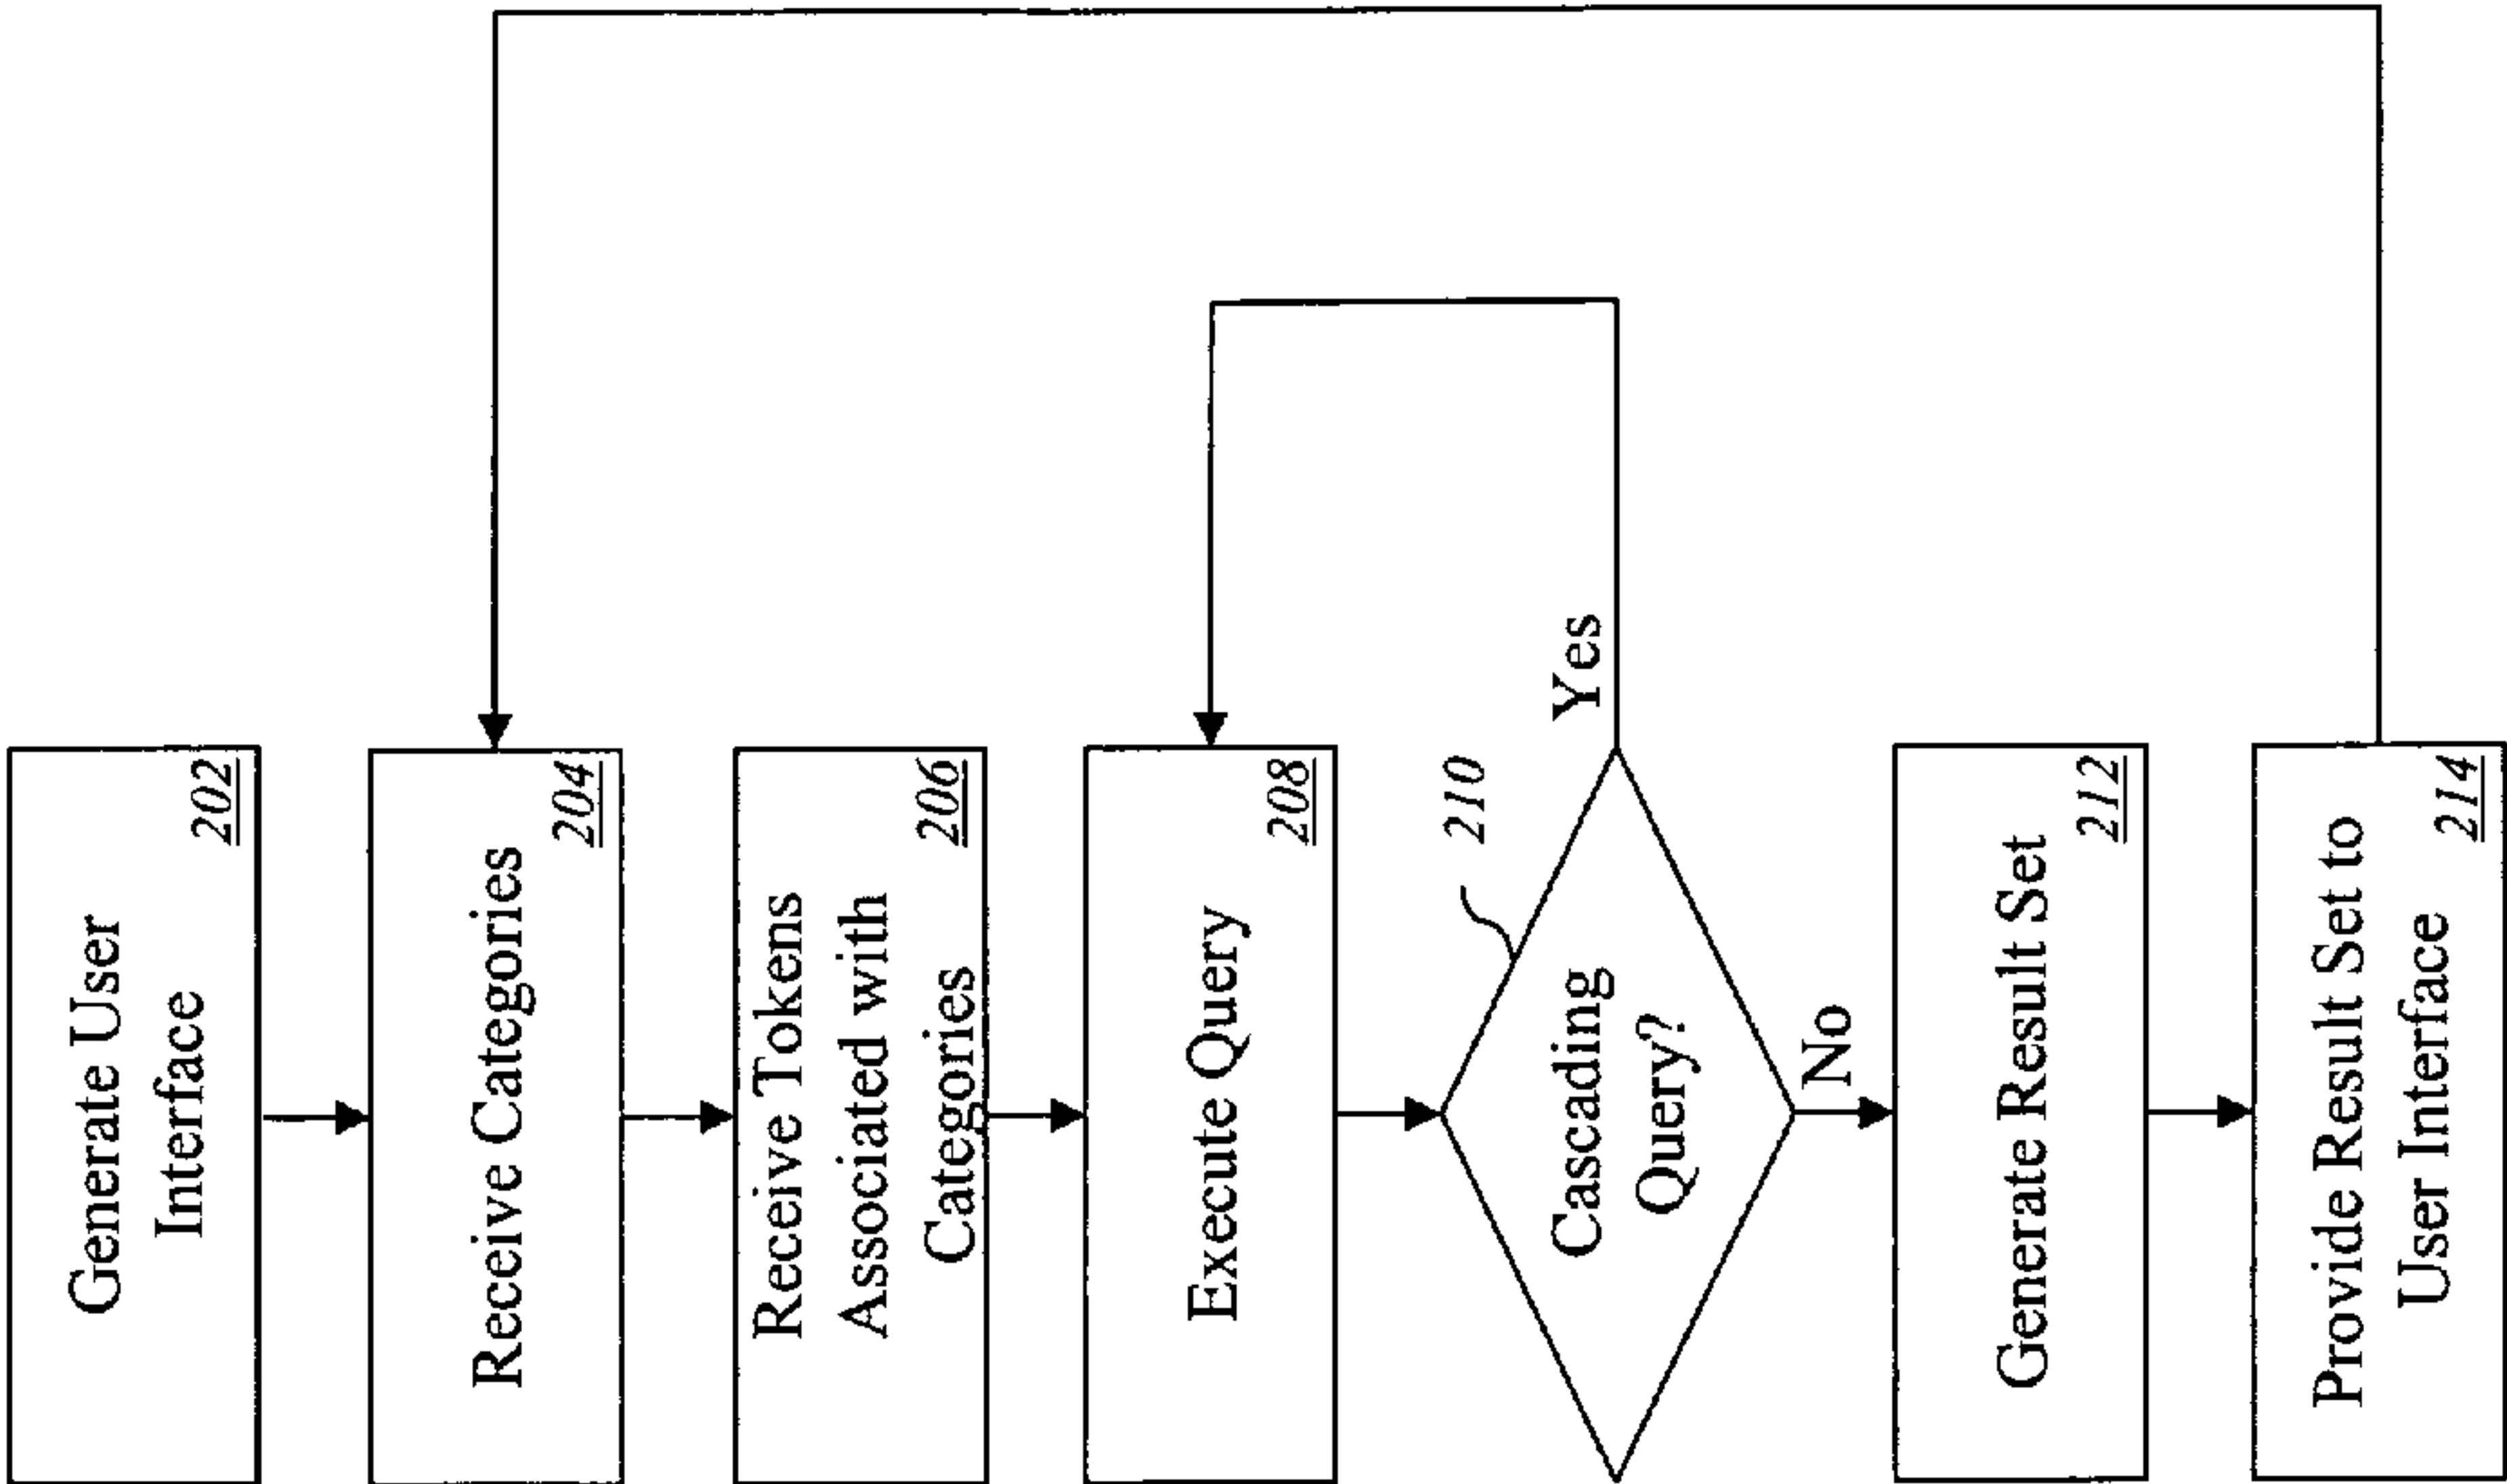 Generate User
Interface
202
Receive Categories
204
Receive Tokens
Associated with
Categories
206
Execute Query
208
Cascading
Query?
210
Yes
No
Generate Result Set
212
Provide Result Set to
User Interface
214